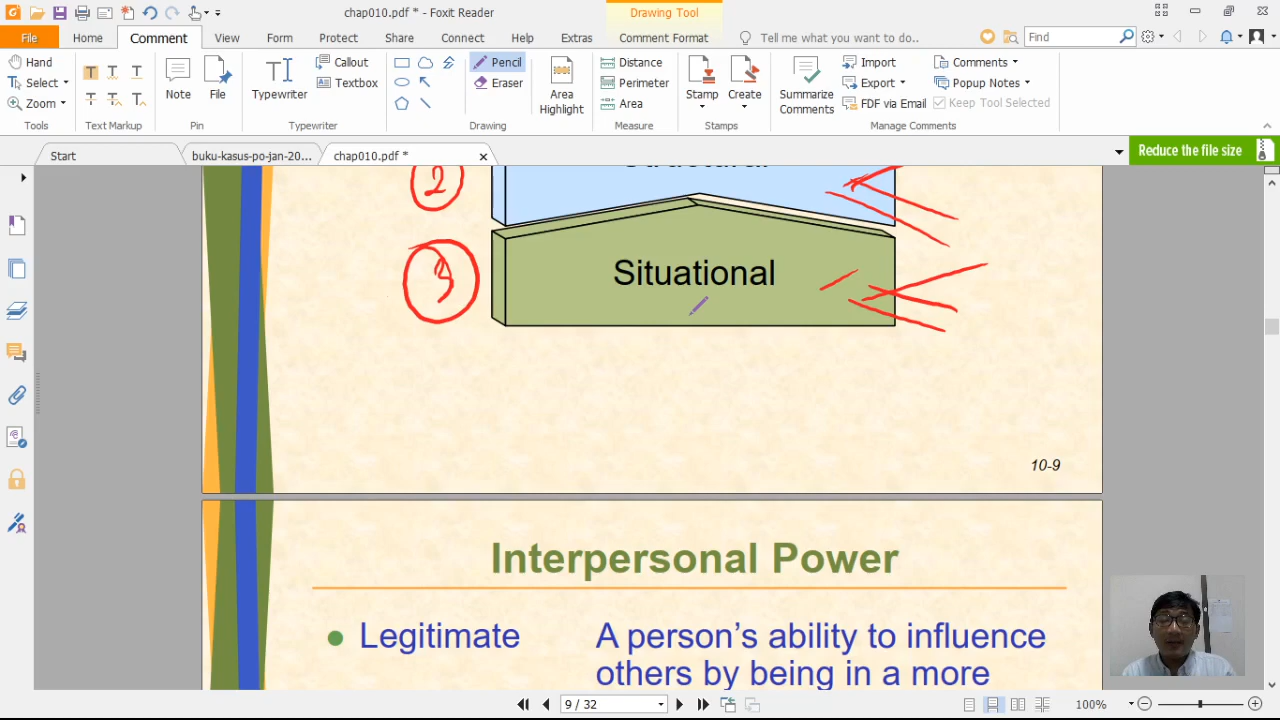 chap010.pdf * - Foxit Reader
Drawing Tool
File Home Comment View Form Protect Share Connect Help Extras Comment Format Tell me what you want to do.. Find
Hand
Select
Zoom
Tools
Text Markup
Note
File
Pin
Typewriter
Callout
Textbox
Typewriter
Pencil
Eraser
Drawing
Area
Highlight
Distance
Perimeter
Area
Measure
Stamp
Create
Stamps
Summarize
Comments
Import
Export
FDF via Email
Comments
Popup Notes
Keep Tool Selected
Manage Comments
Start
buku-kasus-po-jan-20...
chap010.pdf *
Reduce the file size
2
3
Situational
10-9
Interpersonal Power
Legitimate
A person's ability to influence
others by being in a more
9 / 32
100%